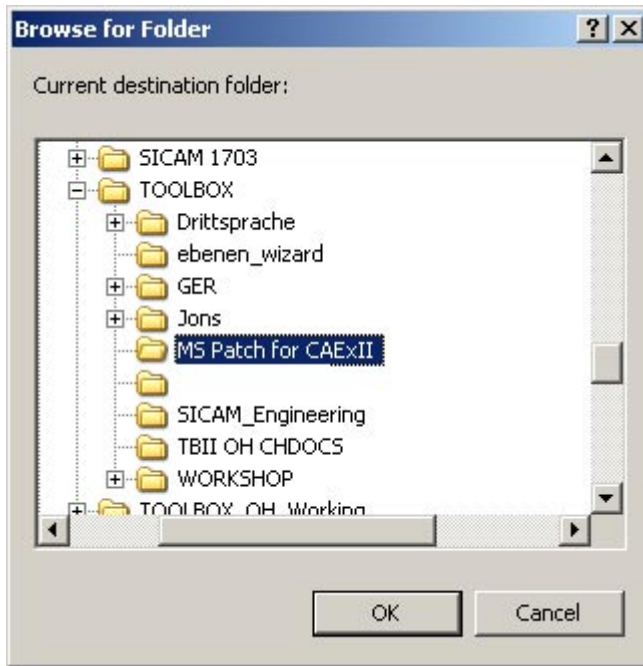 Browse for Folder
Current destination folder:
SICAM 1703
TOOLBOX
Drittsprache
ebenen_wizard
GER
Jons
MS Patch for CAExII
SICAM_Engineering
TBII OH CHDOCS
WORKSHOP
TOOLBOX_OH_Working
OK
Cancel